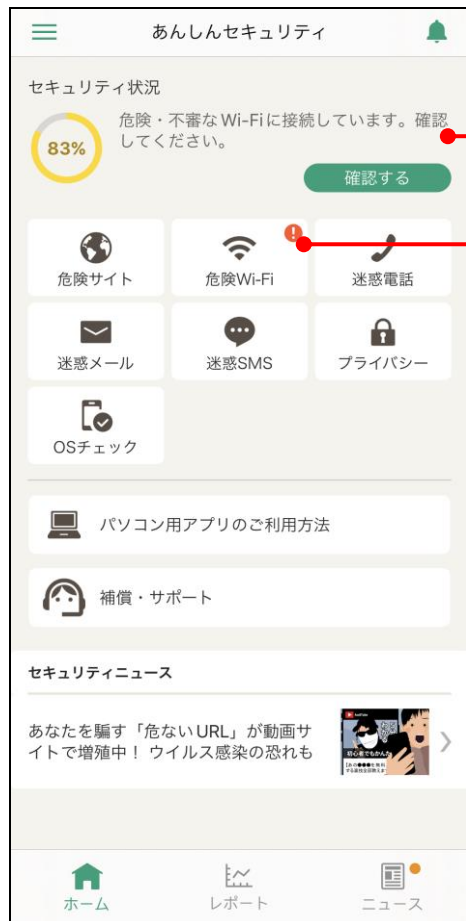 あんしんセキュリティ
セキュリティ状況
83%
危険・不審なWi-Fiに接続しています。確認
してください。
確認する
危険サイト
危険Wi-Fi
迷惑電話
迷惑メール
迷惑SMS
プライバシー
OSチェック
パソコン用アプリのご利用方法
補償・サポート
セキュリティニュース
あなたを騙す「危ないURL」が動画サ
イトで増殖中！ ウイルス感染の恐れも
初心者でもかんた
ホーム
レポート
ニュース